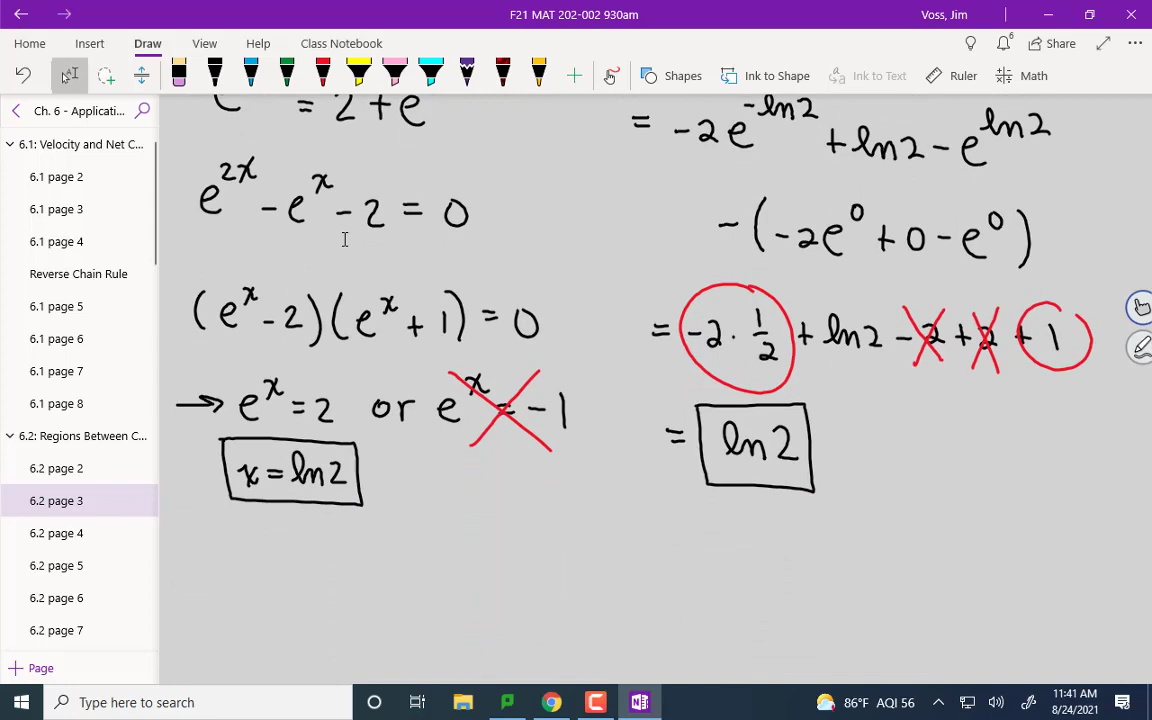 F21 MAT 202-002 930am
Voss, Jim
Home Insert Draw View Help Class Notebook
6
Share
Shapes
Ink to Shape
Ink to Text
Ruler
Math
Ch. 6 - Applicati...
6.1: Velocity and Net C...
6.1 page 2
6.1 page 3
6.1 page 4
Reverse Chain Rule
6.1 page 5
6.1 page 6
6.1 page 7
6.1 page 8
6.2: Regions Between C...
6.2 page 2
6.2 page 3
6.2 page 4
6.2 page 5
6.2 page 6
6.2 page 7
Page
= 2 + e
e^{2x} - e^x - 2 = 0
(e^x - 2)(e^x + 1) = 0
→ e^x = 2 or e^x = -1
x = ln2
= -2e^{-ln2} + ln2 - e^{ln2}
- (-2e^0 + 0 - e^0)
= -2 · 1/2 + ln2 - 2 + 2 + 1
= ln2
Type here to search
86°F AQI 56
11:41 AM
8/24/2021